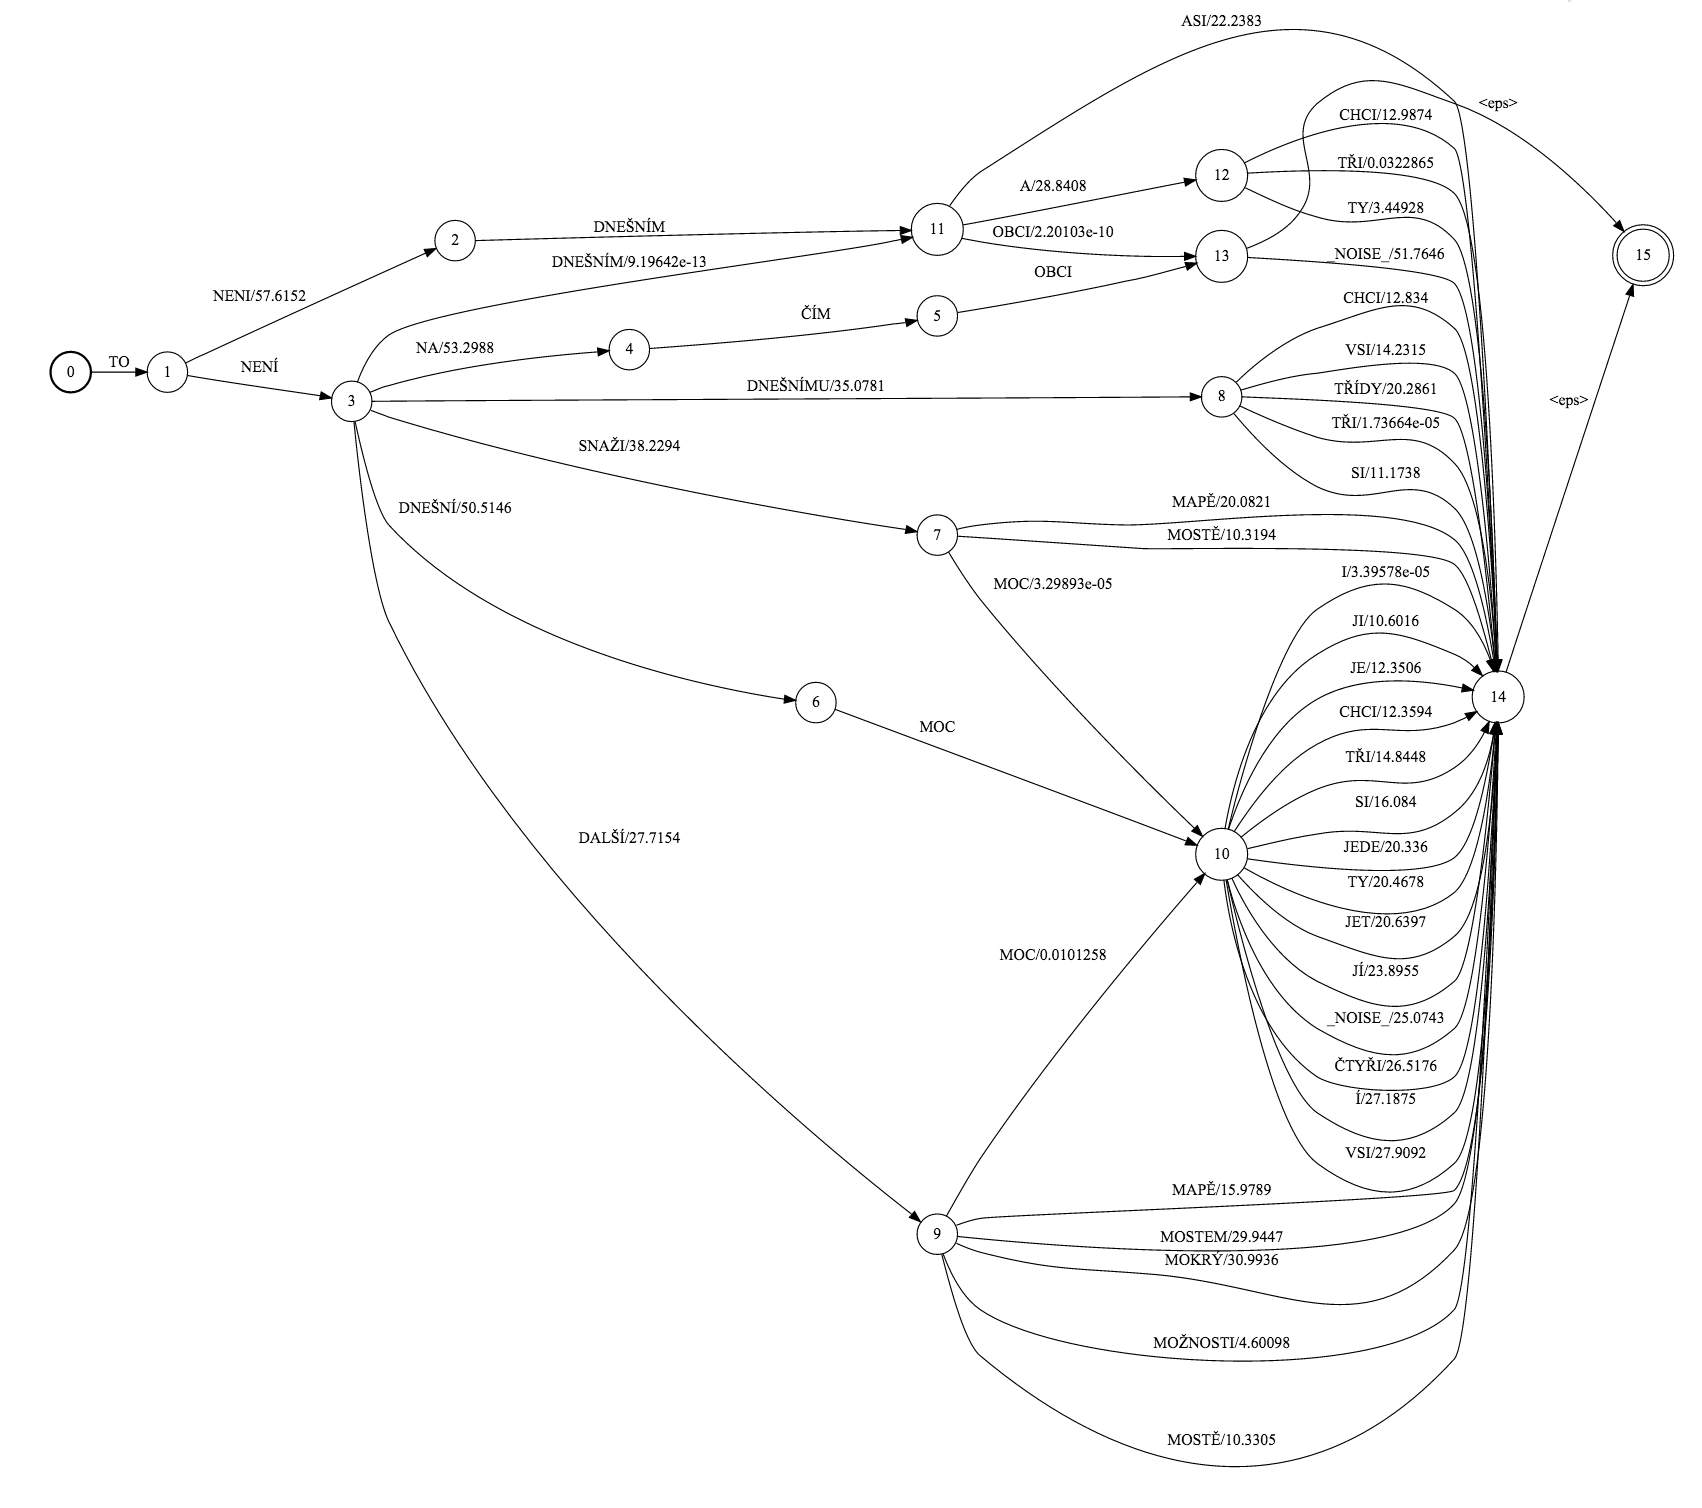 ASI/22.2383
<eps>
CHCI/12.9874
12
TŘI/0.0322865
A/28.8408
TY/3.44928
DNEŠNÍM
11
OBCI/2.20103e-10
2
_NOISE_/51.7646
13
15
DNEŠNÍM/9.19642e-13
OBCI
NENI/57.6152
CHCI/12.834
ČÍM
5
NA/53.2988
4
VSI/14.2315
TO
NENÍ
0
1
DNEŠNÍMU/35.0781
TŘÍDY/20.2861
8
3
<eps>
TŘI/1.73664e-05
SNAŽI/38.2294
SI/11.1738
MAPĚ/20.0821
DNEŠNÍ/50.5146
7
MOSTĚ/10.3194
I/3.39578e-05
MOC/3.29893e-05
JI/10.6016
JE/12.3506
14
6
CHCI/12.3594
MOC
TŘI/14.8448
SI/16.084
DALŠÍ/27.7154
JEDE/20.336
10
TY/20.4678
JET/20.6397
MOC/0.0101258
JÍ/23.8955
_NOISE_/25.0743
ČTYŘI/26.5176
Í/27.1875
VSI/27.9092
MAPĚ/15.9789
9
MOSTEM/29.9447
MOKRÝ/30.9936
MOŽNOSTI/4.60098
MOSTĚ/10.3305